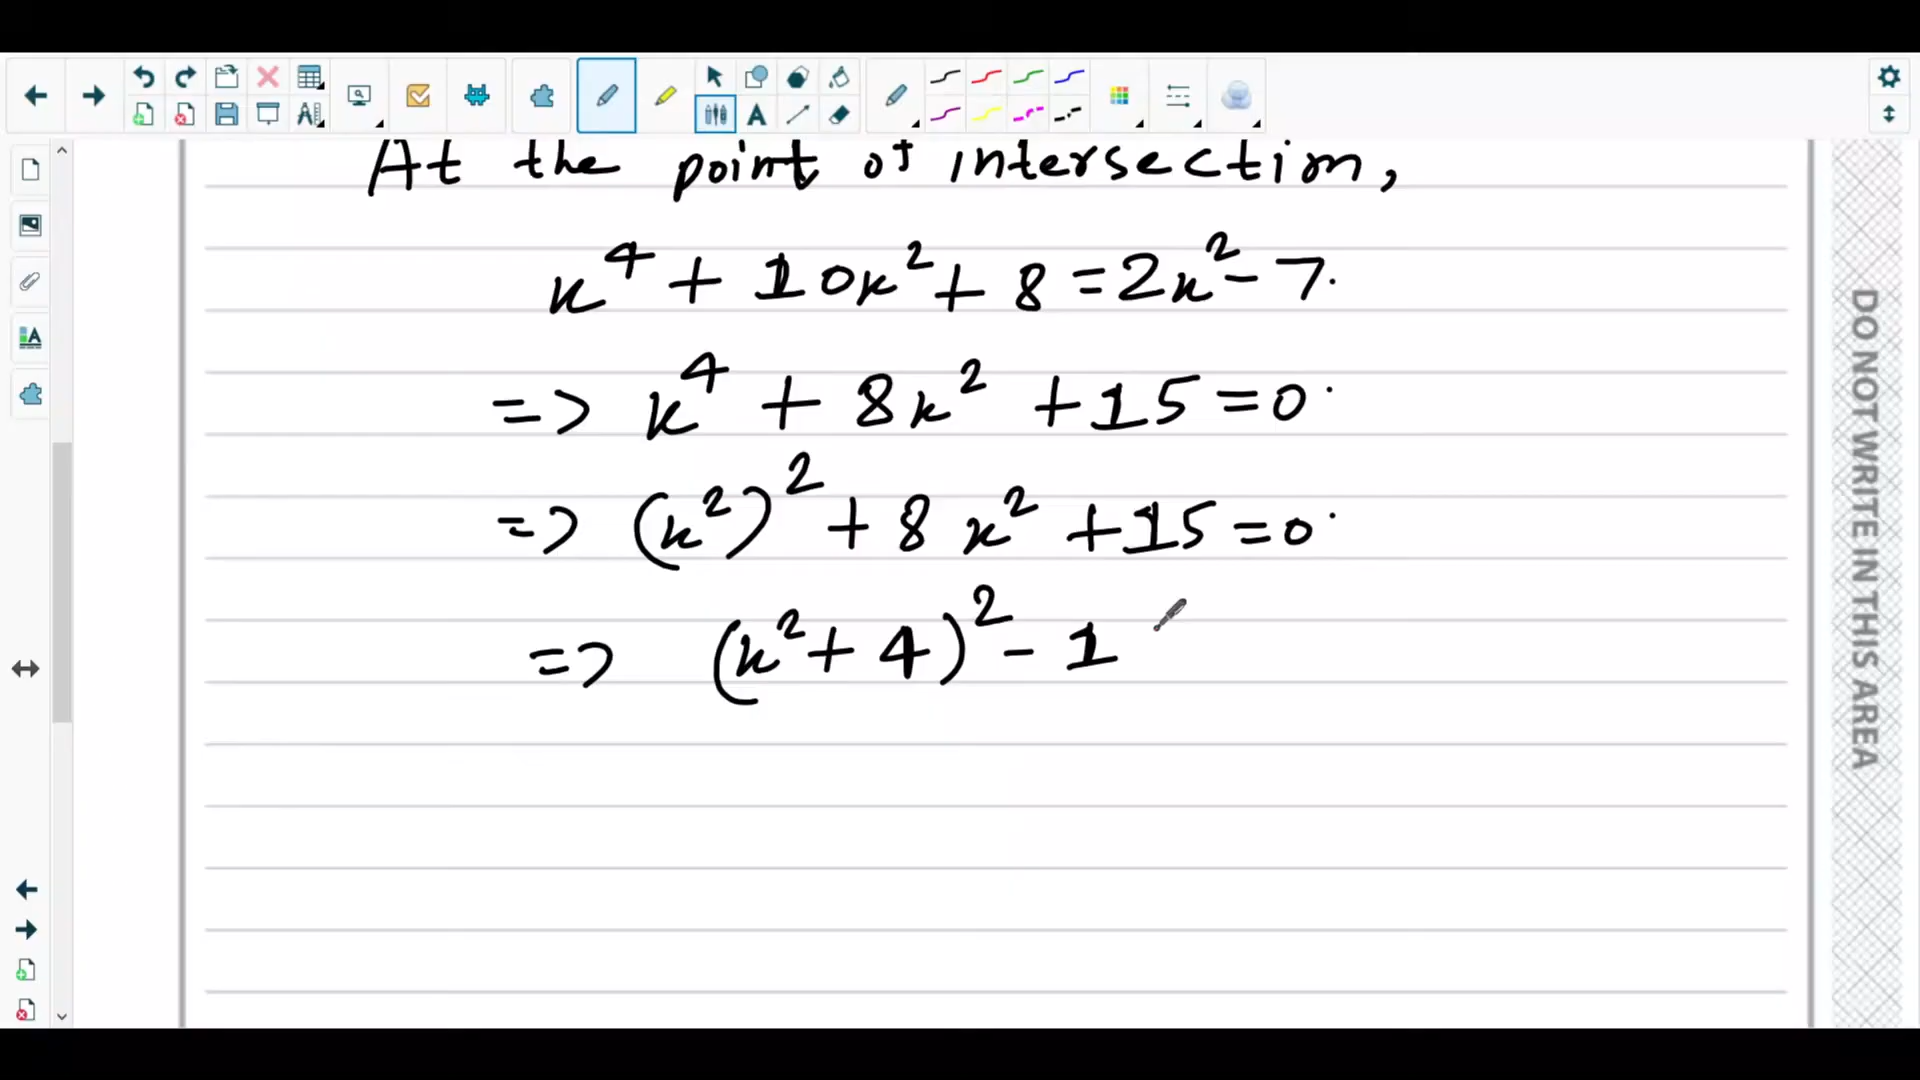 At the point of intersection,
x⁴ + 10x² + 8 = 2x² - 7.
=> x⁴ + 8x² + 15 = 0.
=> (x²)² + 8x² + 15 = 0.
=> (x² + 4)² - 1
DO NOT WRITE IN THIS AREA